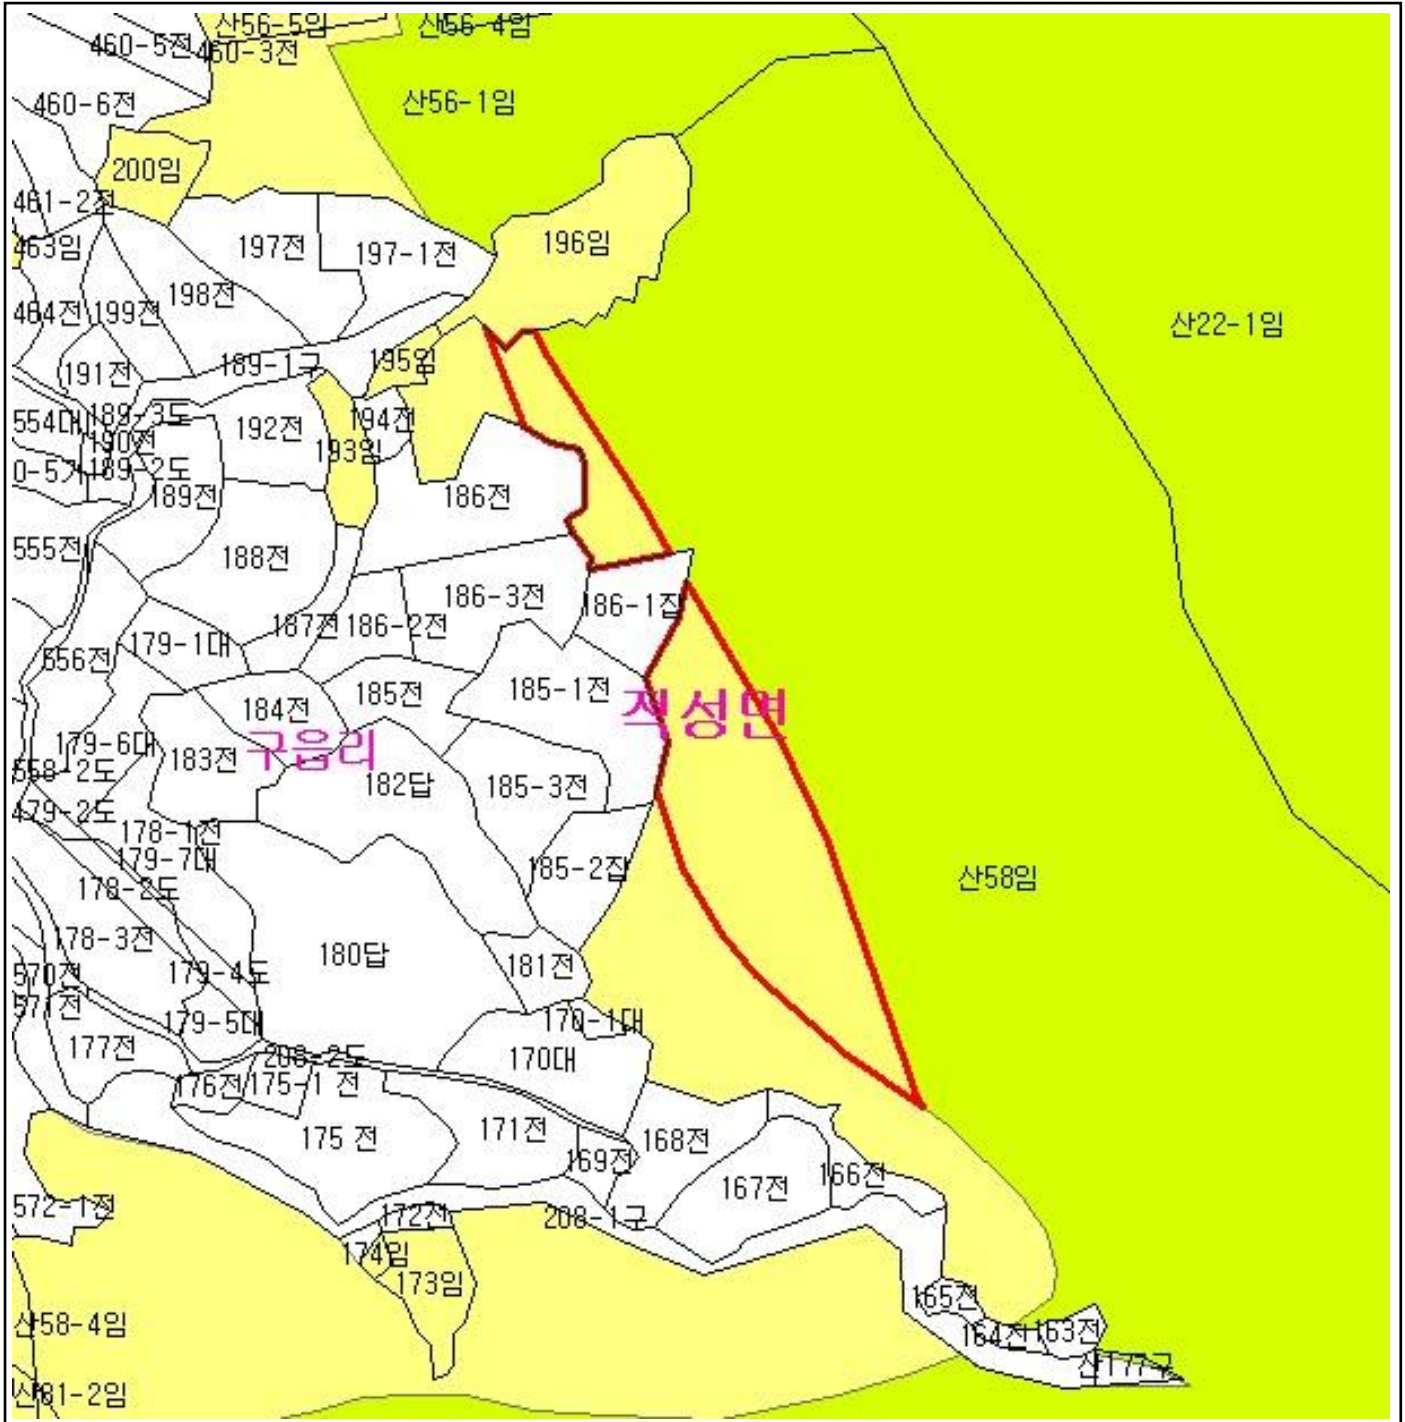 산56-5임
산56-4임
460-5전
460-3전
460-6전
산56-1임
200임
461-2전
463임
197전
197-1전
196임
464전
199전
198전
산22-1임
191전
189-1구
195임
554대
189-3도
190전
192전
194전
193임
0-5기
189-2도
189전
186전
555전
188전
186-3전
186-1잡
187전
186-2전
179-1대
556전
185전
185-1전
184전
적성면
구읍리
179-6대
183전
558-2도
182답
185-3전
479-2도
178-1전
179-7대
185-2잡
산58임
178-2도
178-3전
180답
181전
179-4도
570전
571전
179-5대
170-1대
177전
208-2도
170대
176전
175-1 전
175 전
171전
169전
168전
166전
167전
572-1전
172전
208-1구
174임
173임
165전
산58-4임
164전
163전
산177구
산81-2임